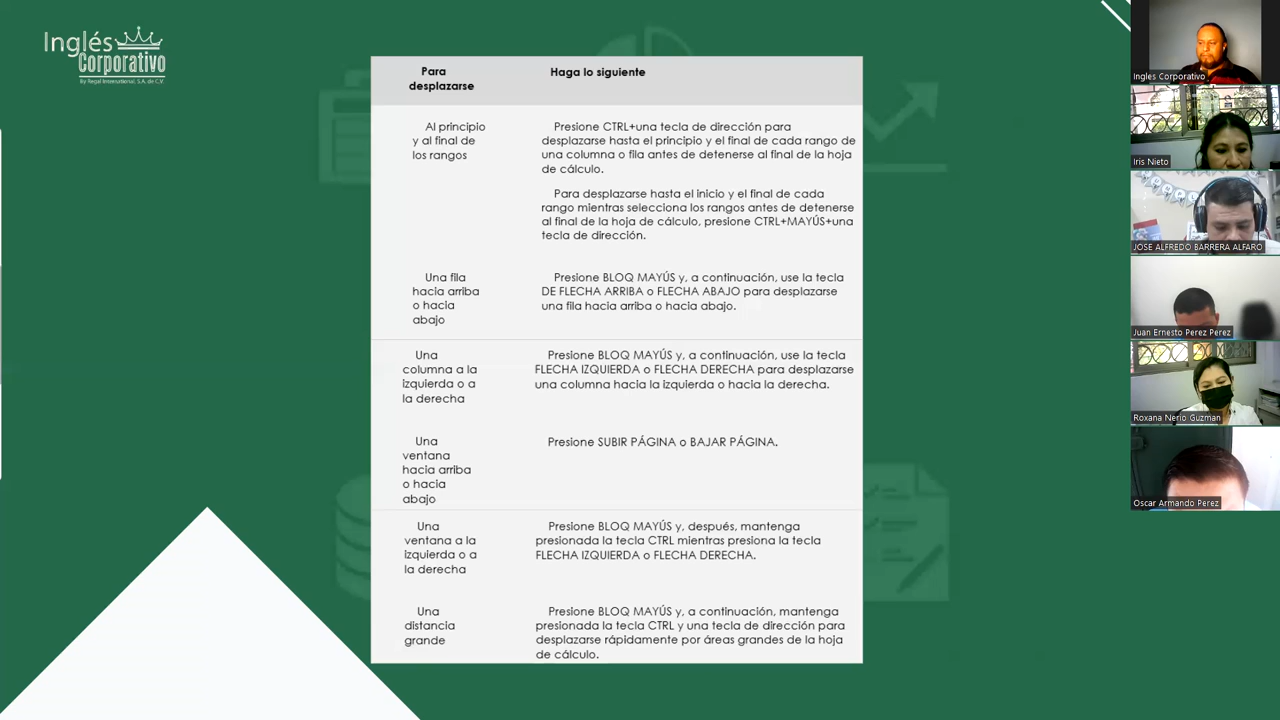 Inglés
Corporativo
By Regal International, S.A. de C.V.
Para
desplazarse
Haga lo siguiente
Al principio
y al final de
los rangos
Presione CTRL+una tecla de dirección para
desplazarse hasta el principio y el final de cada rango de
una columna o fila antes de detenerse al final de la hoja
de cálculo.
Para desplazarse hasta el inicio y el final de cada
rango mientras selecciona los rangos antes de detenerse
al final de la hoja de cálculo, presione CTRL+MAYÚS+una
tecla de dirección.
Una fila
hacia arriba
o hacia
abajo
Presione BLOQ MAYÚS y, a continuación, use la tecla
DE FLECHA ARRIBA o FLECHA ABAJO para desplazarse
una fila hacia arriba o hacia abajo.
Una
columna a la
izquierda o a
la derecha
Presione BLOQ MAYÚS y, a continuación, use la tecla
FLECHA IZQUIERDA o FLECHA DERECHA para desplazarse
una columna hacia la izquierda o hacia la derecha.
Una
ventana
hacia arriba
o hacia
abajo
Presione SUBIR PÁGINA o BAJAR PÁGINA.
Una
ventana a la
izquierda o a
la derecha
Presione BLOQ MAYÚS y, después, mantenga
presionada la tecla CTRL mientras presiona la tecla
FLECHA IZQUIERDA o FLECHA DERECHA.
Una
distancia
grande
Presione BLOQ MAYÚS y, a continuación, mantenga
presionada la tecla CTRL y una tecla de dirección para
desplazarse rápidamente por áreas grandes de la hoja
de cálculo.
Ingles Corporativo
Iris Nieto
JOSE ALFREDO BARRERA ALFARO
Juan Ernesto Perez Perez
Roxana Nerio Guzman
Oscar Armando Perez